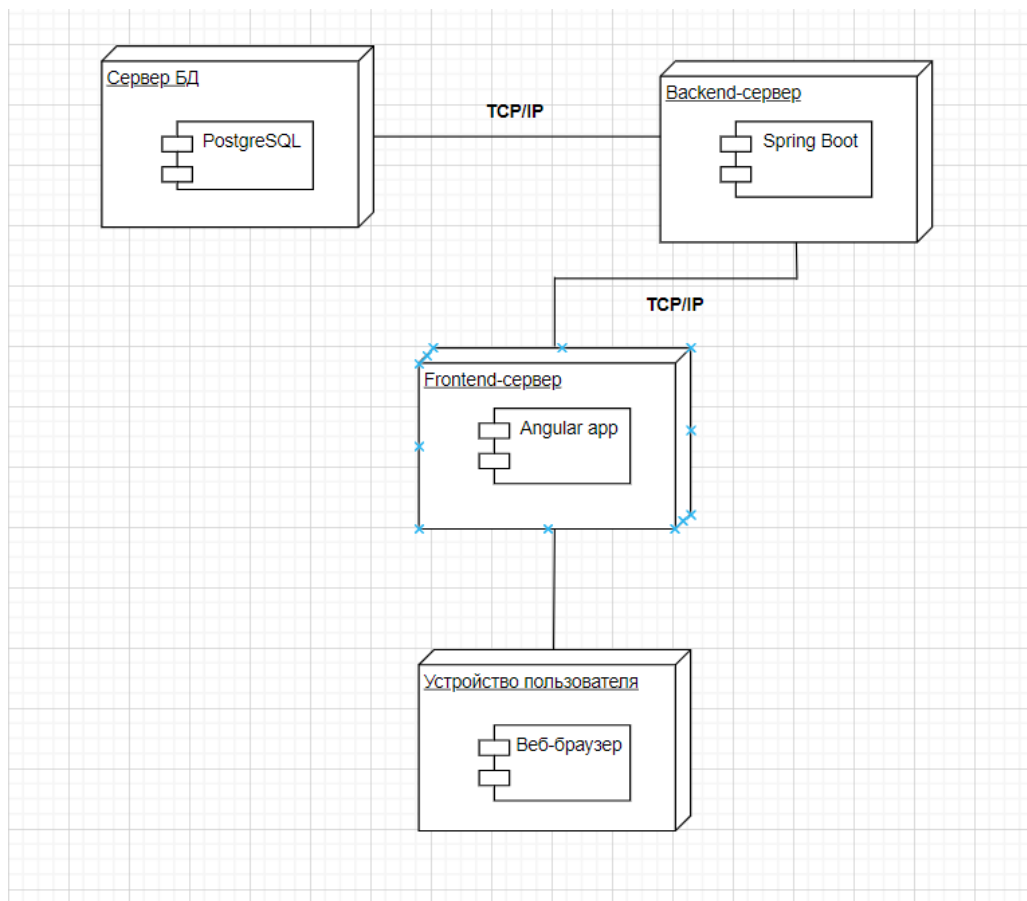 Сервер БД
PostgreSQL
TCP/IP
Backend-сервер
Spring Boot
TCP/IP
Frontend-сервер
Angular app
Устройство пользователя
Веб-браузер